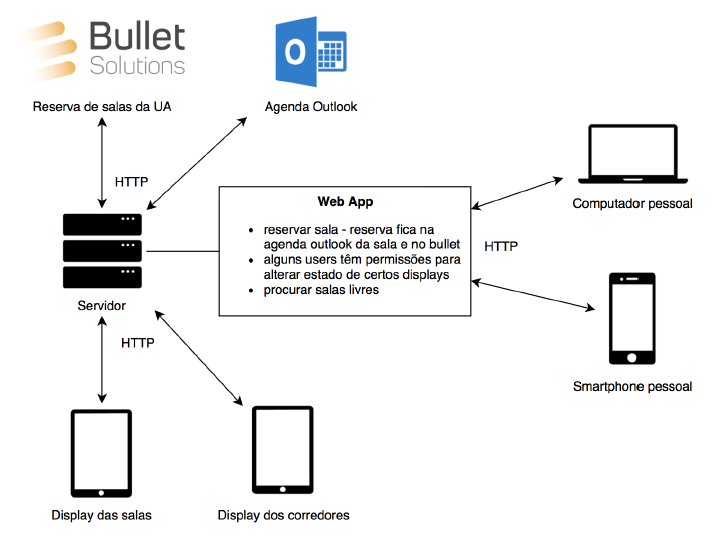 Bullet
Solutions
Reserva de salas da UA
Agenda Outlook
HTTP
Web App
• reservar sala - reserva fica na
agenda outlook da sala e no bullet
• alguns users têm permissões para
alterar estado de certos displays
• procurar salas livres
Servidor
HTTP
Computador pessoal
HTTP
Smartphone pessoal
Display das salas
Display dos corredores